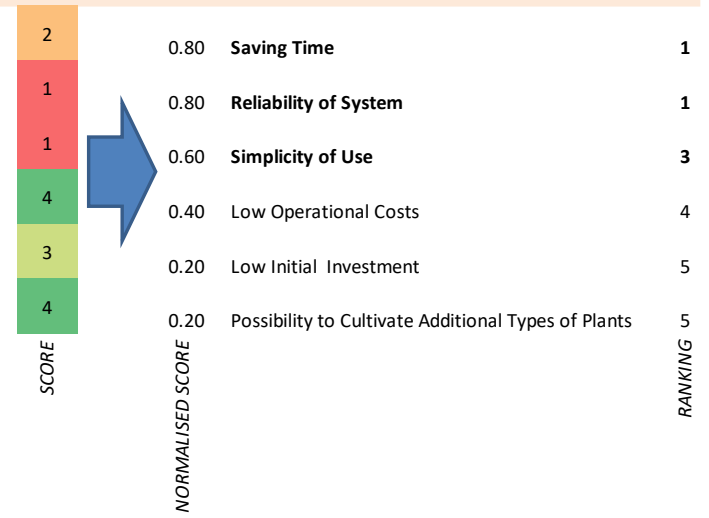 2
1
1
4
3
4
SCORE
0.80 Saving Time 1
0.80 Reliability of System 1
0.60 Simplicity of Use 3
0.40 Low Operational Costs 4
0.20 Low Initial Investment 5
0.20 Possibility to Cultivate Additional Types of Plants 5
NORMALISED SCORE
RANKING